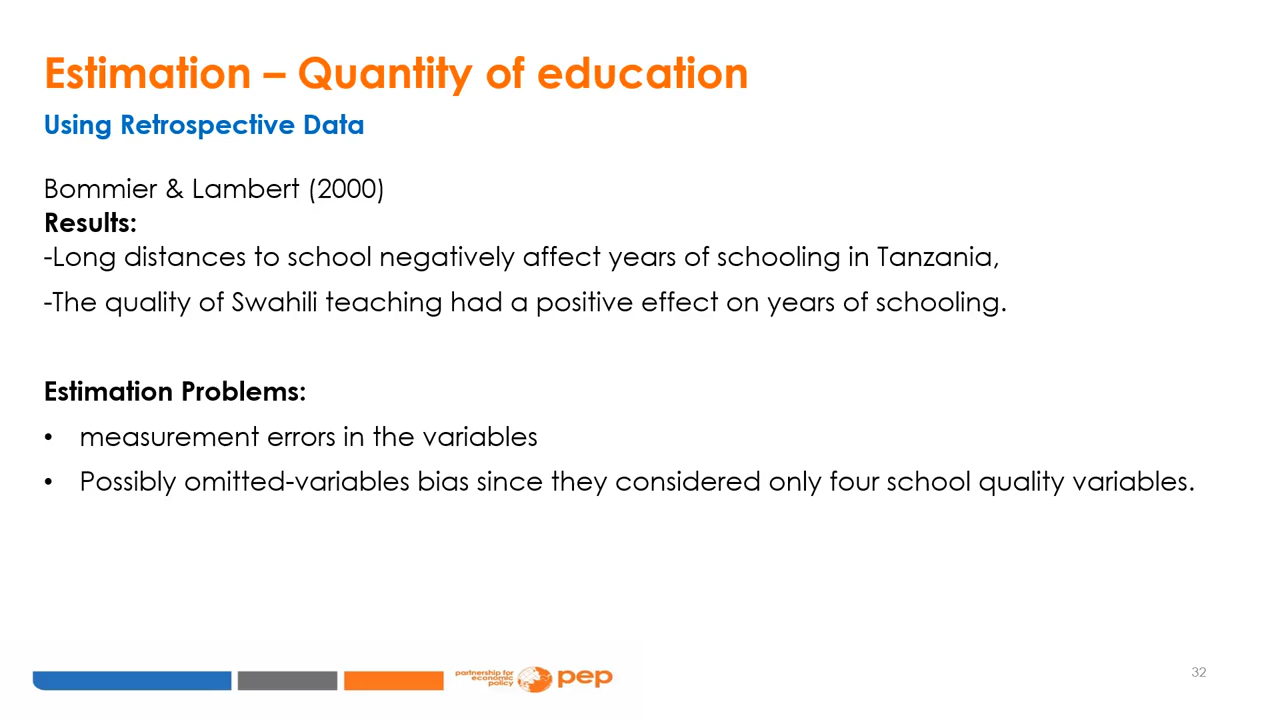 Estimation – Quantity of education
Using Retrospective Data
Bommier & Lambert (2000)
Results:
-Long distances to school negatively affect years of schooling in Tanzania,
-The quality of Swahili teaching had a positive effect on years of schooling.
Estimation Problems:
• measurement errors in the variables
• Possibly omitted-variables bias since they considered only four school quality variables.
partnership for
economic
policy
pep
32